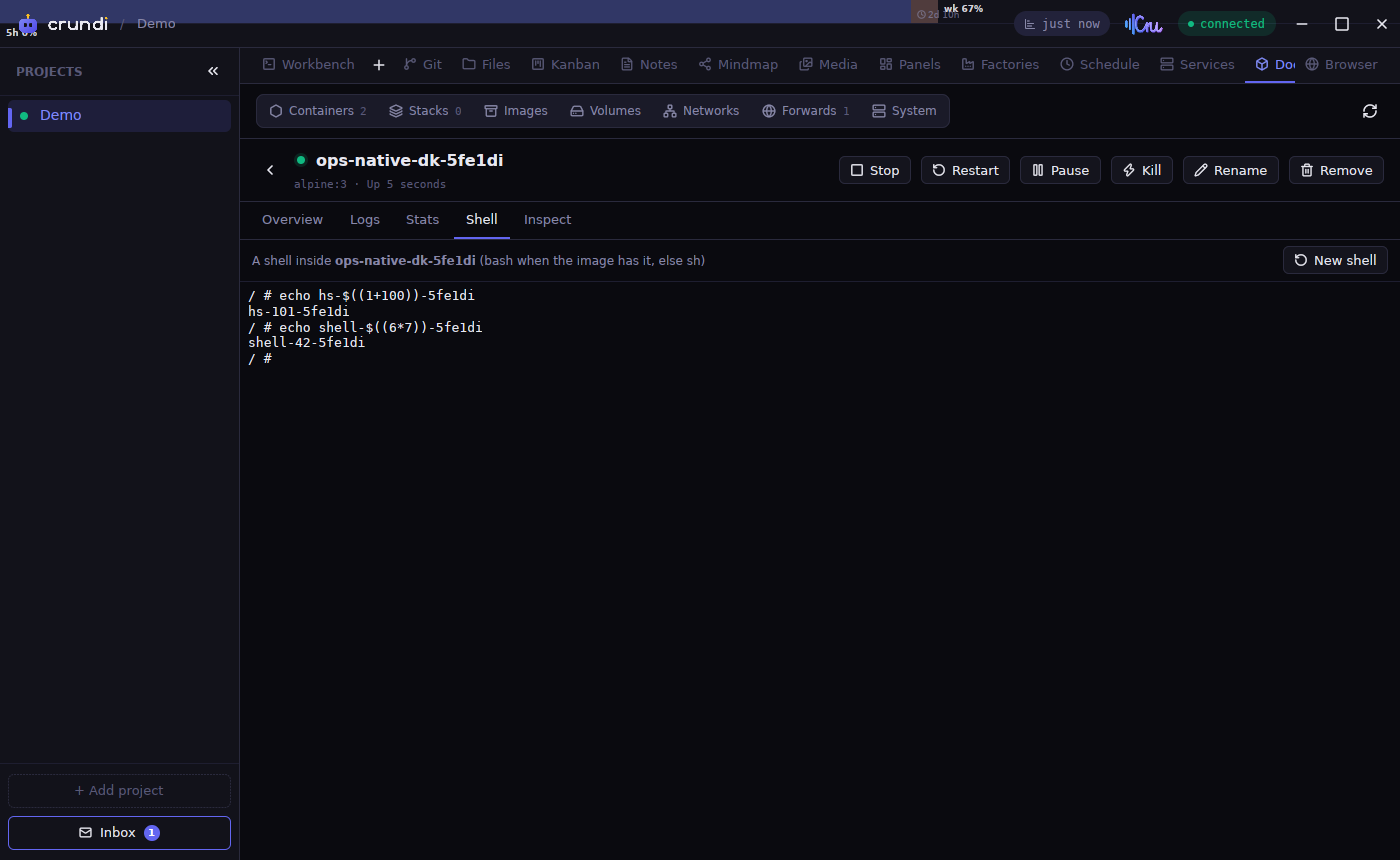 crundi / Demo
2d 10h
wk 67%
just now
Cru
connected
PROJECTS
Demo
+ Add project
Inbox 1
Workbench + Git Files Kanban Notes Mindmap Media Panels Factories Schedule Services Doc Browser
Containers 2 Stacks 0 Images Volumes Networks Forwards 1 System
ops-native-dk-5fe1di
alpine:3 · Up 5 seconds
Stop Restart Pause Kill Rename Remove
Overview Logs Stats Shell Inspect
A shell inside ops-native-dk-5fe1di (bash when the image has it, else sh)
New shell
/ # echo hs-$((1+100))-5fe1di
hs-101-5fe1di
/ # echo shell-$((6*7))-5fe1di
shell-42-5fe1di
/ #